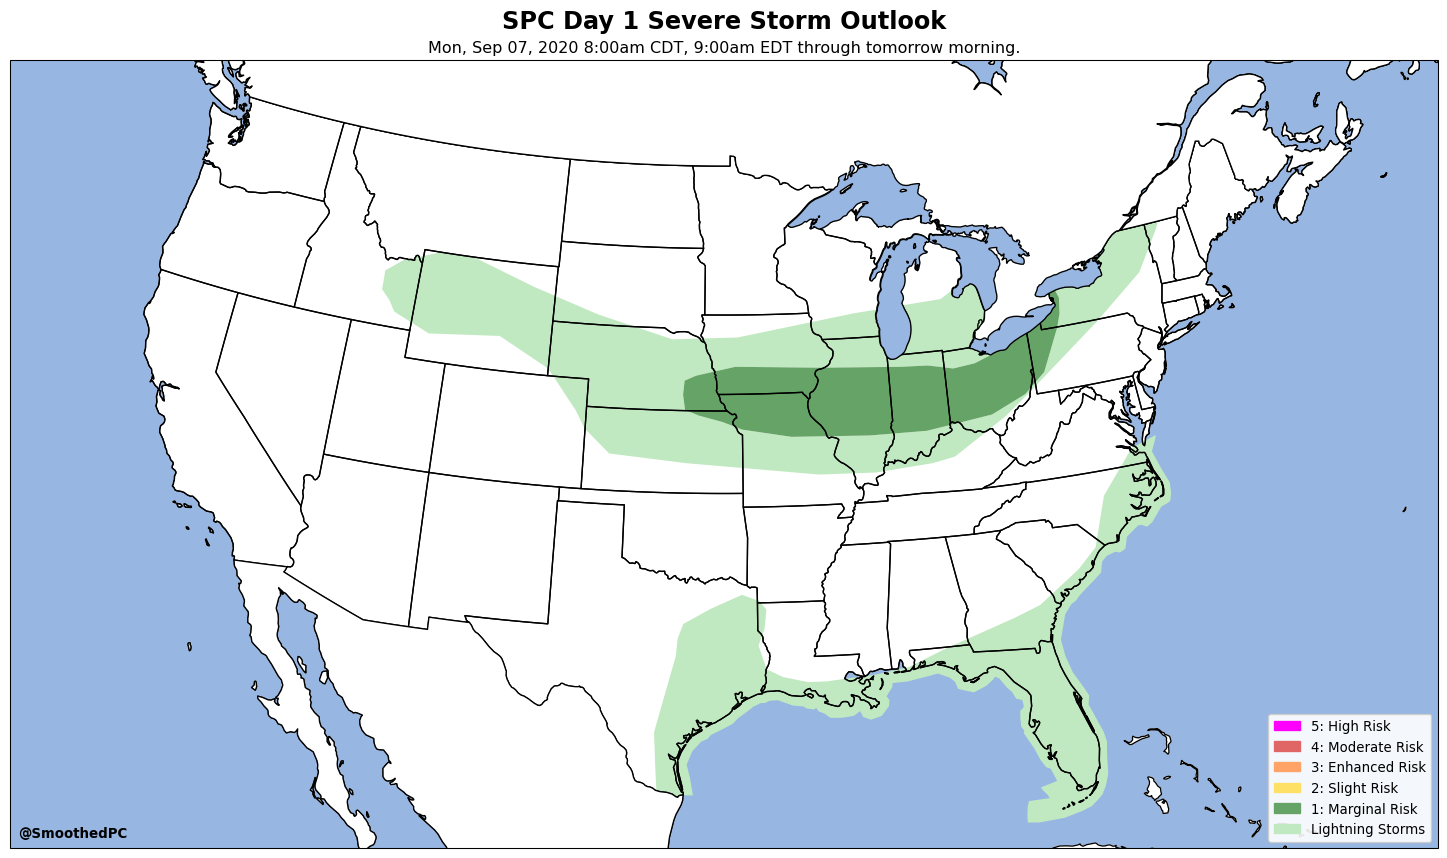 SPC Day 1 Severe Storm Outlook
Mon, Sep 07, 2020 8:00am CDT, 9:00am EDT through tomorrow morning.
5: High Risk
4: Moderate Risk
3: Enhanced Risk
2: Slight Risk
1: Marginal Risk
Lightning Storms
@SmoothedPC